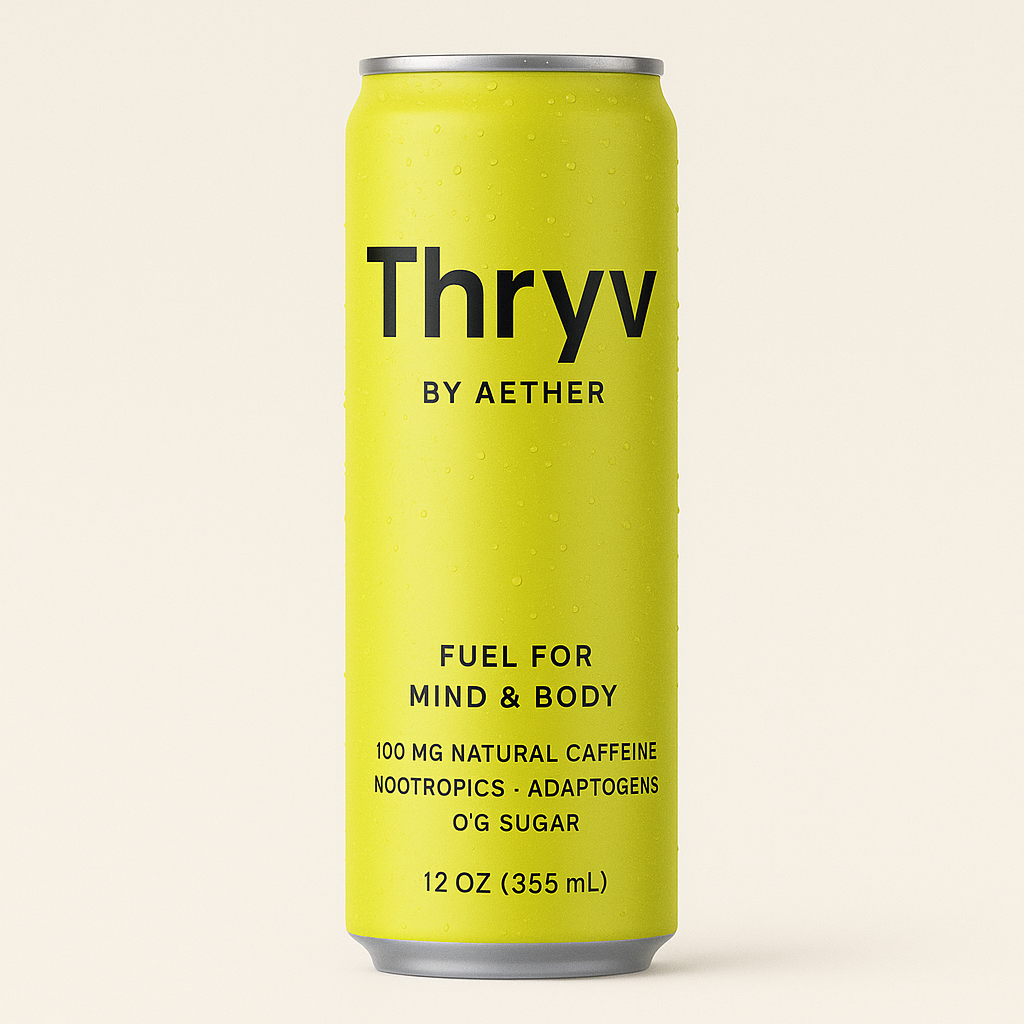 Thryv
BY AETHER
FUEL FOR
MIND & BODY
100 MG NATURAL CAFFEINE
NOOTROPICS · ADAPTOGENS
O'G SUGAR
12 OZ (355 mL)